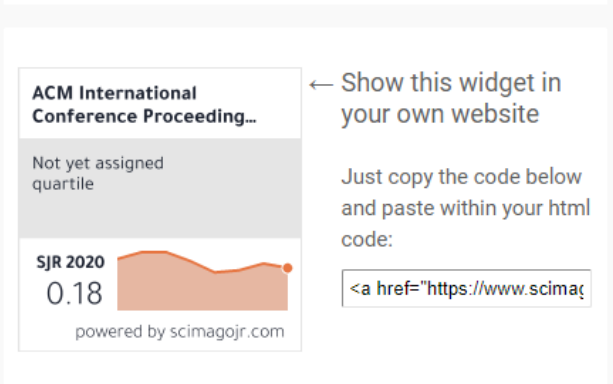 ACM International
Conference Proceeding...
Not yet assigned
quartile
SJR 2020
0.18
powered by scimagojr.com
← Show this widget in
your own website
Just copy the code below
and paste within your html
code:
<a href="https://www.scimag